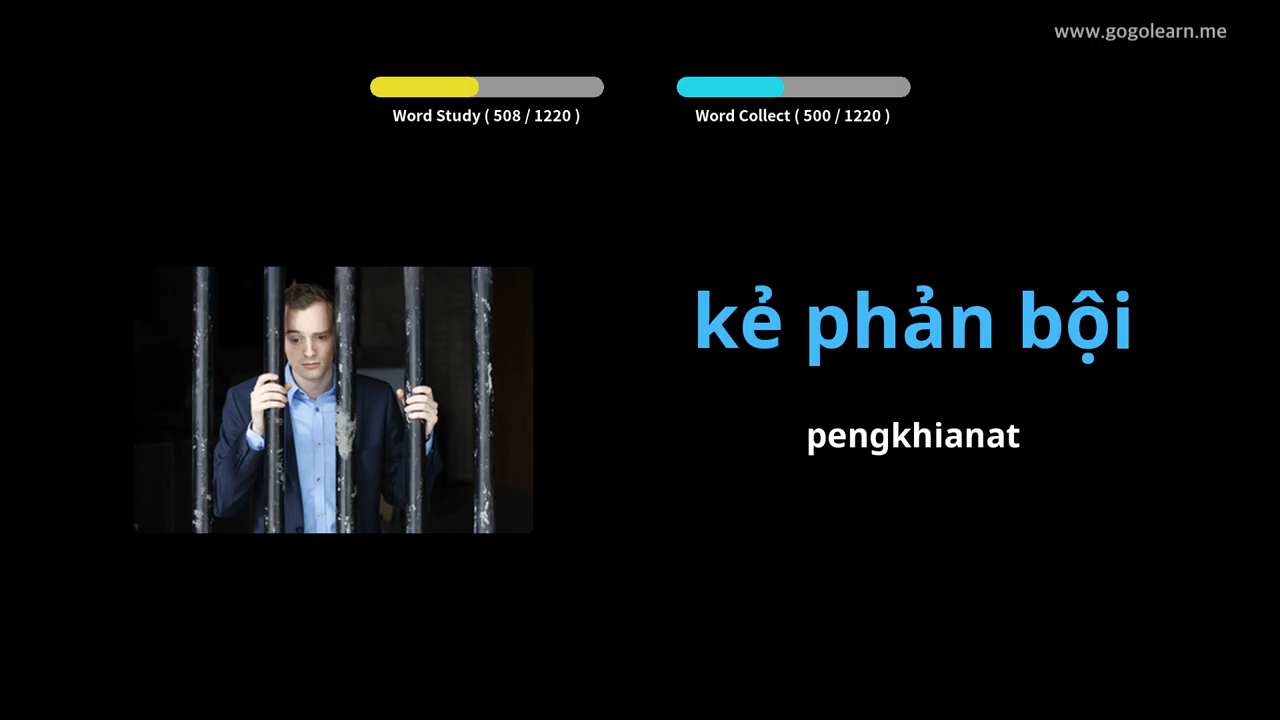 www.gogolearn.me
Word Study ( 508 / 1220 )
Word Collect ( 500 / 1220 )
kẻ phản bội
pengkhianat